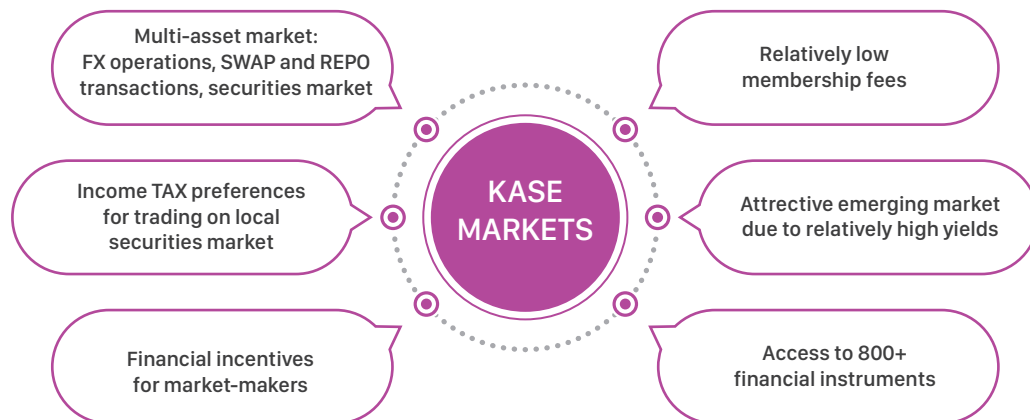 Multi-asset market:
FX operations, SWAP and REPO
transactions, securities market
Relatively low
membership fees
Income TAX preferences
for trading on local
securities market
KASE
MARKETS
Attrective emerging market
due to relatively high yields
Financial incentives
for market-makers
Access to 800+
financial instruments